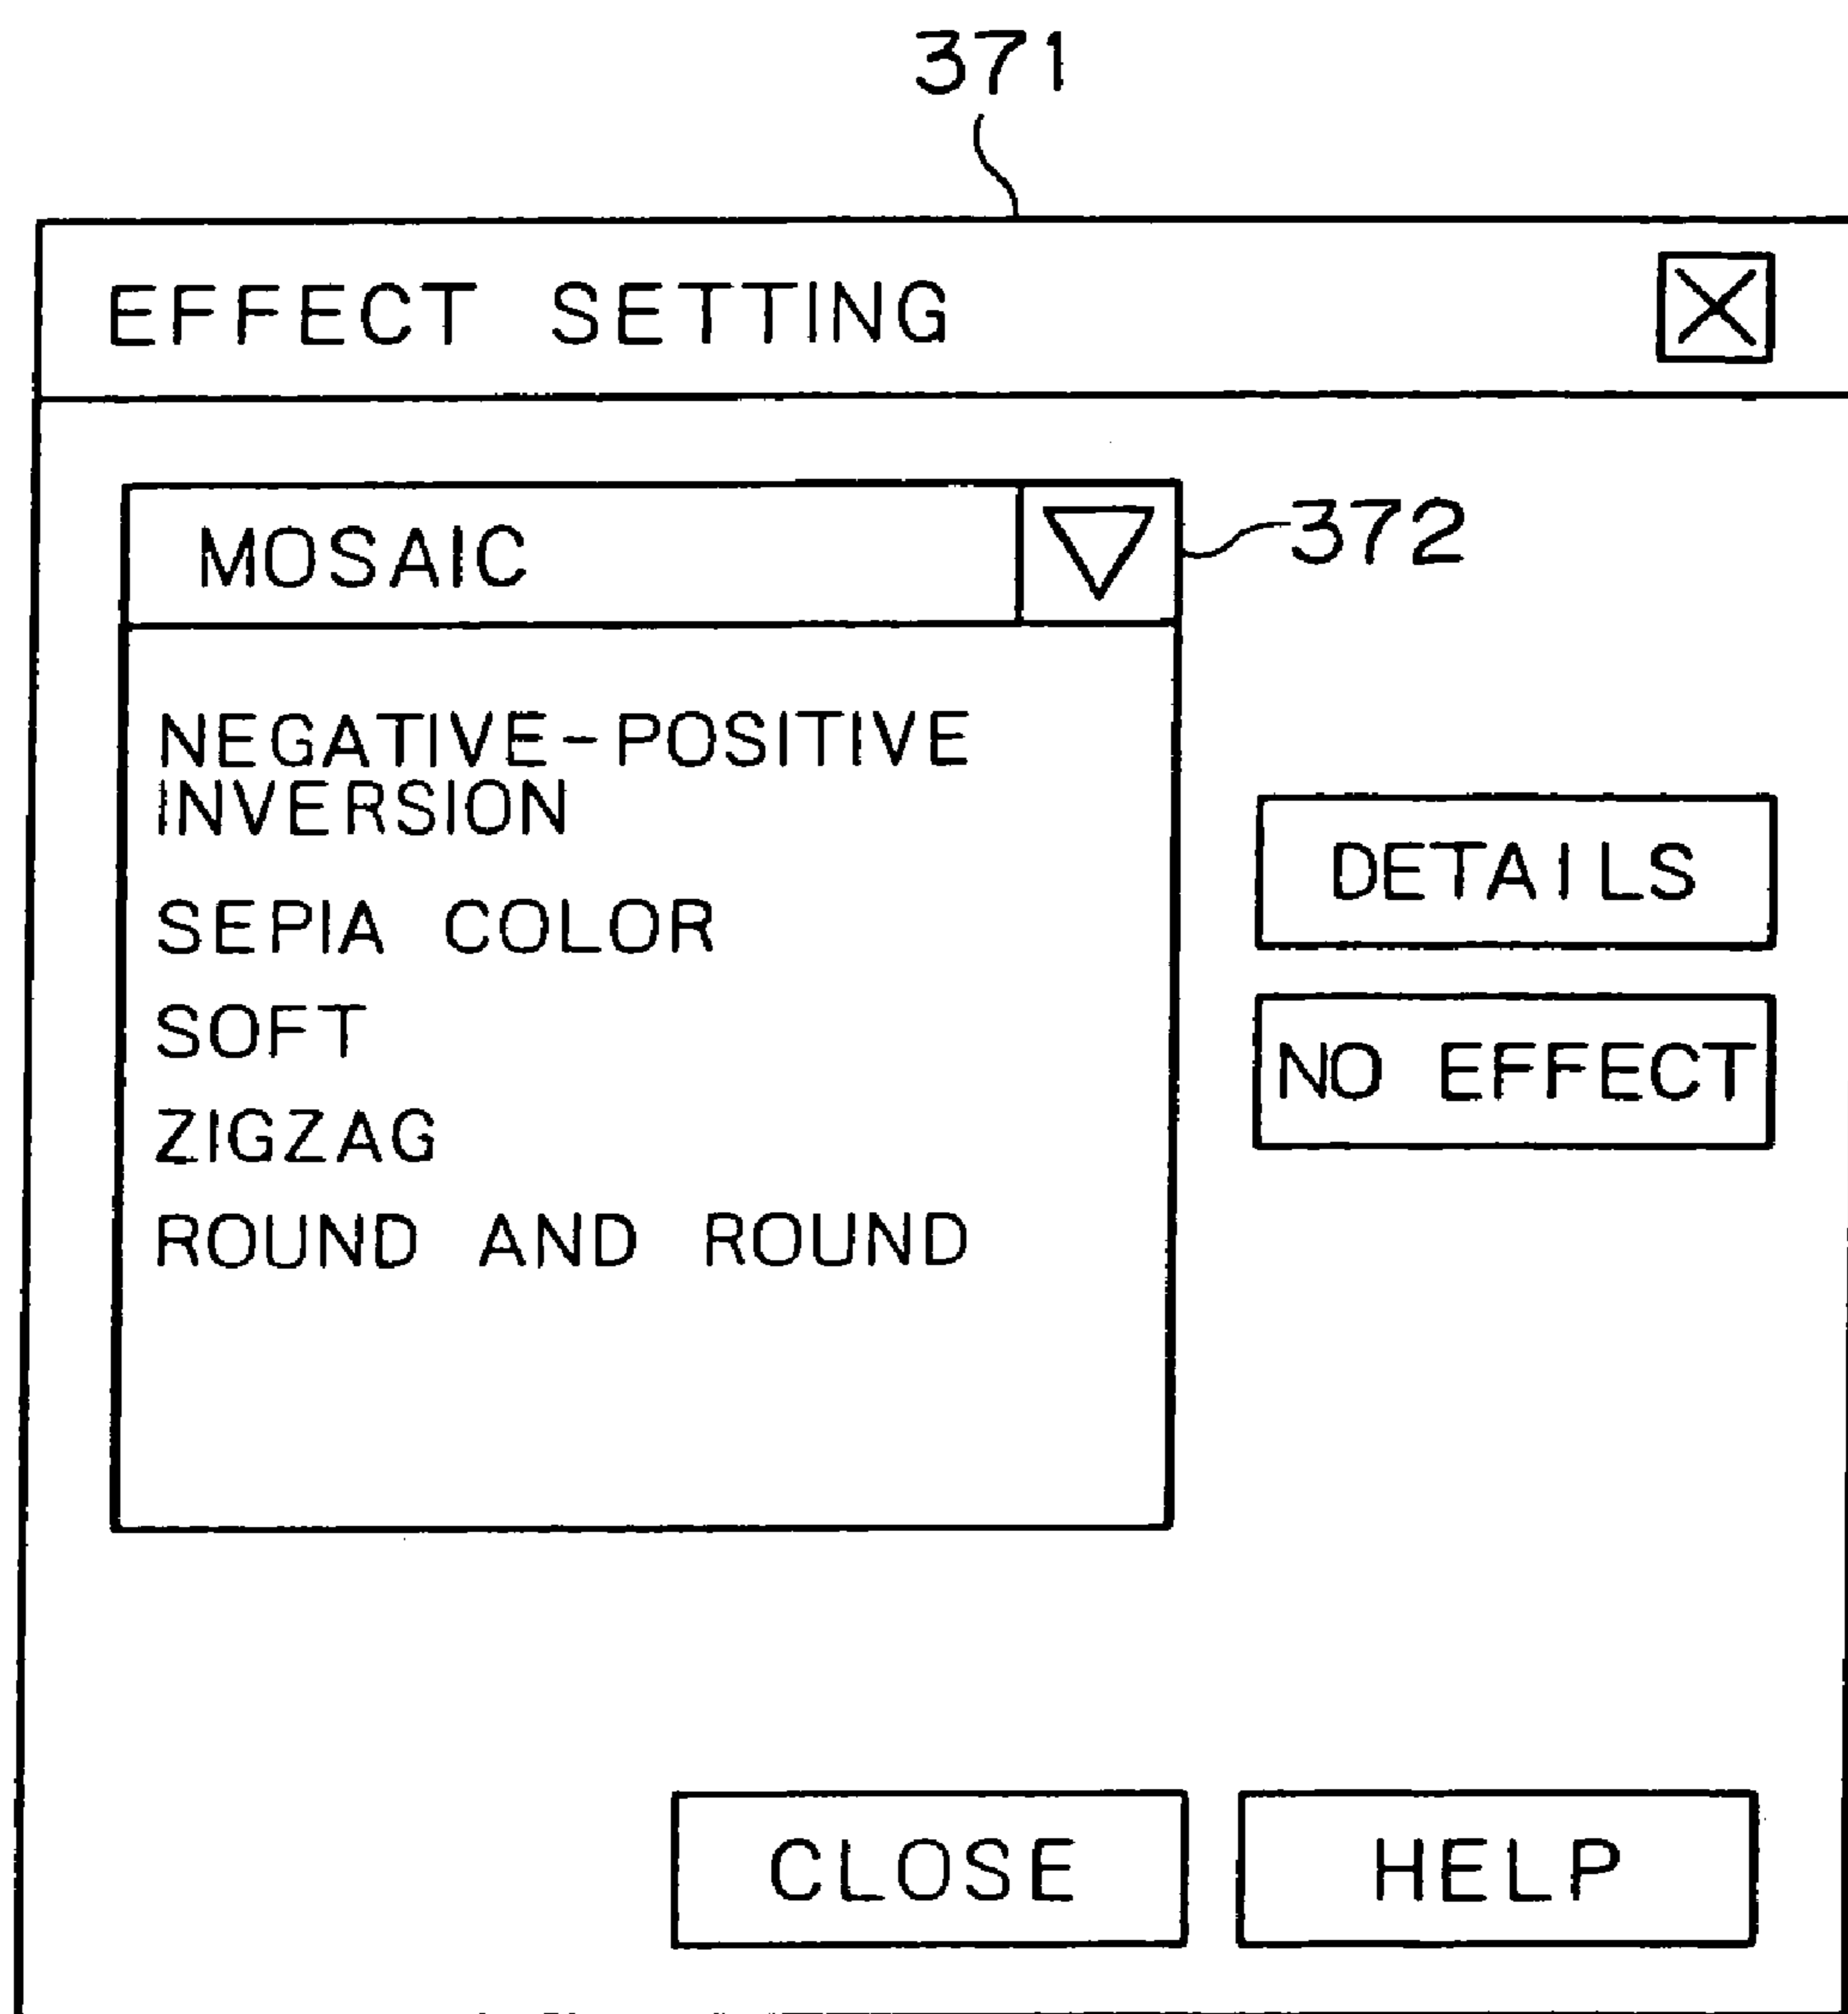 371
EFFECT SETTING
MOSAIC
372
NEGATIVE-POSITIVE
INVERSION
SEPIA COLOR
SOFT
ZIGZAG
ROUND AND ROUND
DETAILS
NO EFFECT
CLOSE
HELP